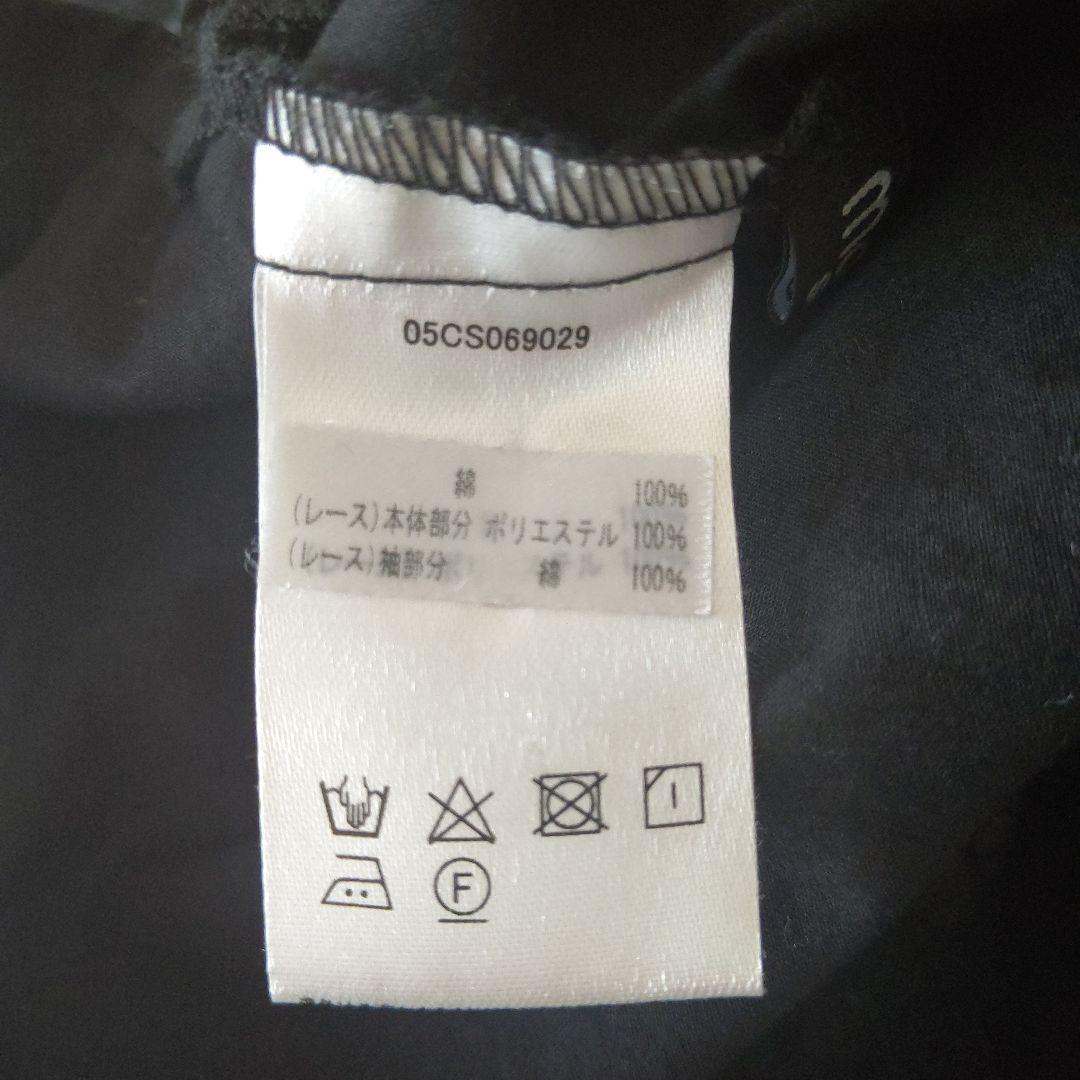 05CS069029
綿 100%
(レース)本体部分 ポリエステル 100%
(レース)袖部分 綿 100%
F